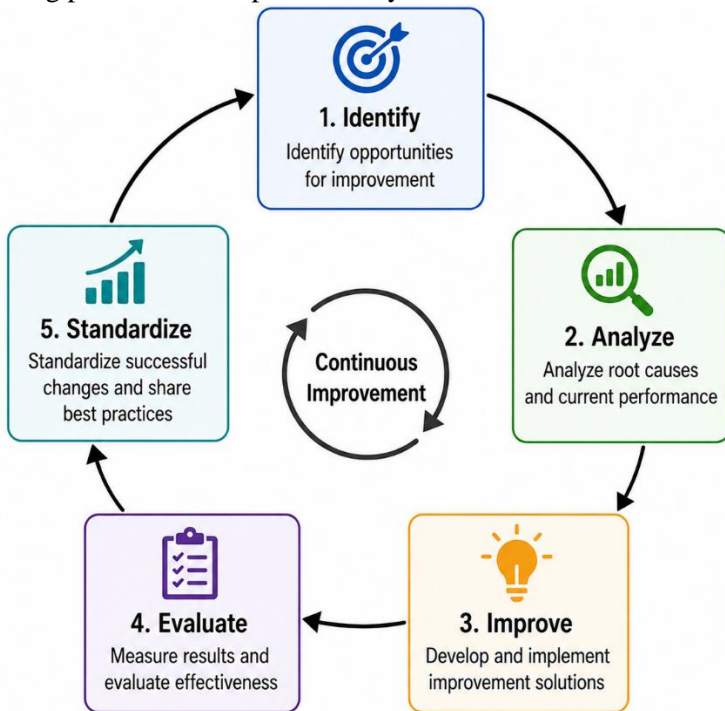 1. Identify
Identify opportunities
for improvement
2. Analyze
Analyze root causes
and current performance
3. Improve
Develop and implement
improvement solutions
4. Evaluate
Measure results and
evaluate effectiveness
5. Standardize
Standardize successful
changes and share
best practices
Continuous
Improvement